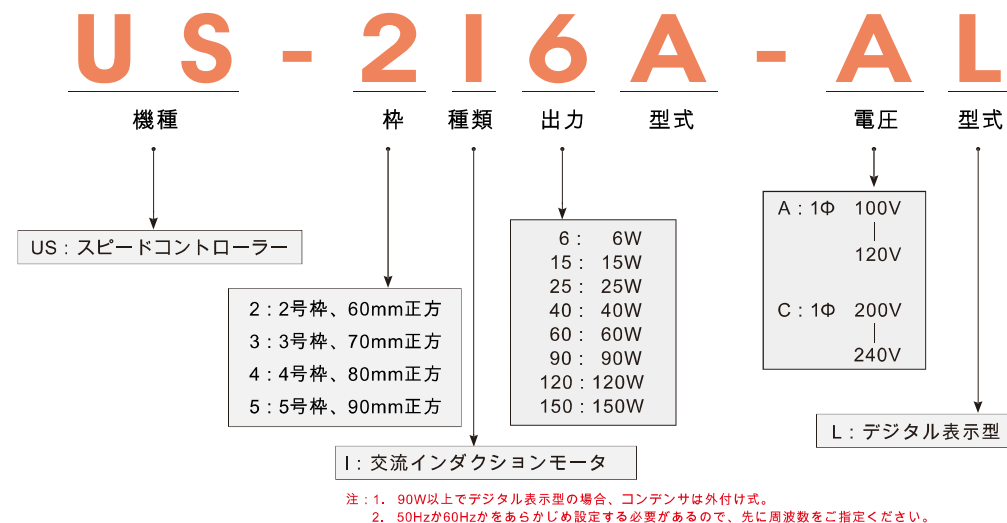 US-2I6A-AL
機種 枠 種類 出力 型式 電圧 型式
US：スピードコントローラー
2：2号枠、60mm正方
3：3号枠、70mm正方
4：4号枠、80mm正方
5：5号枠、90mm正方
I：交流インダクションモータ
6： 6W
15： 15W
25： 25W
40： 40W
60： 60W
90： 90W
120：120W
150：150W
A：1Φ 100V
120V
C：1Φ 200V
240V
L：デジタル表示型
注：1. 90W以上でデジタル表示型の場合、コンデンサは外付け式。
2. 50Hzか60Hzかをあらかじめ設定する必要があるので、先に周波数をご指定ください。